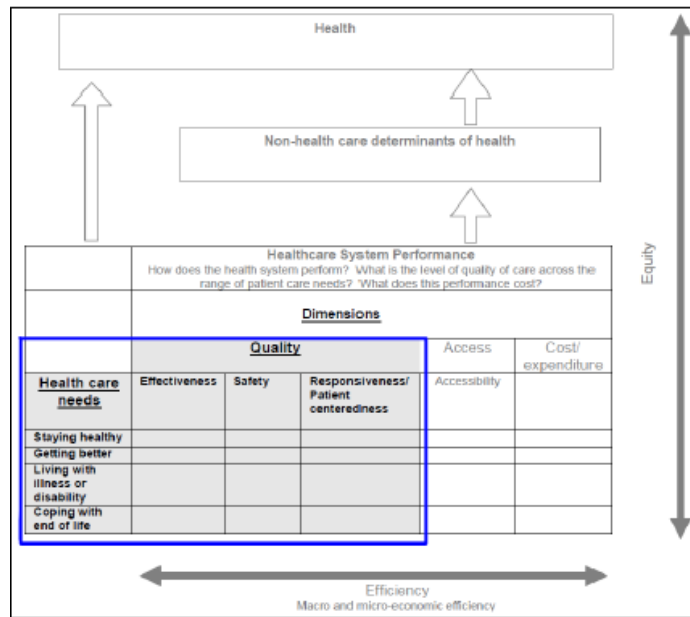 Health
Non-health care determinants of health
Equity
Healthcare System Performance
How does the health system perform? What is the level of quality of care across the
range of patient care needs? What does this performance cost?
Dimensions
Quality
Access
Cost/
expenditure
Health care
needs
Effectiveness
Safety
Responsiveness/
Patient
centeredness
Accessibility
Staying healthy
Getting better
Living with
illness or
disability
Coping with
end of life
Efficiency
Macro and micro-economic efficiency